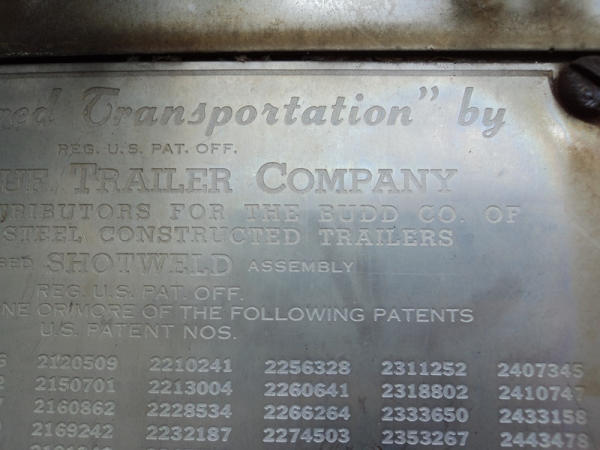 Transportation" by
REG. U.S. PAT. OFF.
TRAILER COMPANY
FOR THE BUDD CO. OF
STEEL CONSTRUCTED TRAILERS
SHOTWELD ASSEMBLY
REG. U.S. PAT. OFF.
OR MORE OF THE FOLLOWING PATENTS
U.S. PATENT NOS.
2120509 2210241 2256328 2311252 2407345
2150701 2213004 2260641 2318802 2410747
2160862 2228534 2266264 2333650 2433158
2169242 2232187 2274503 2353267 2443478